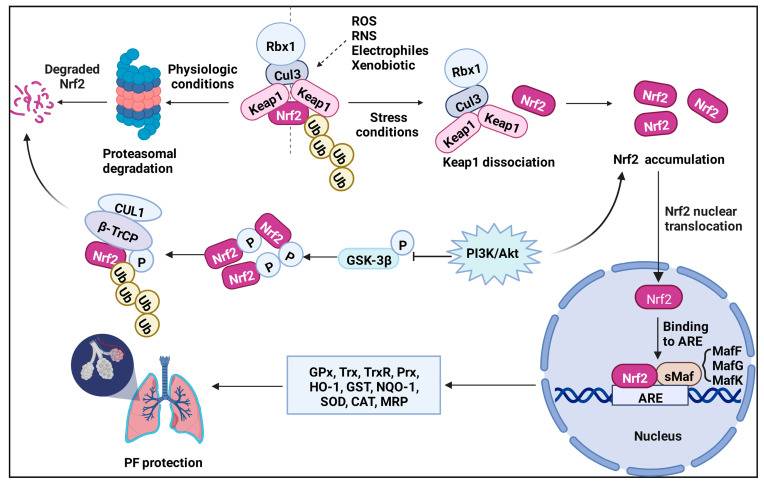 ROS
RNS
Electrophiles
Xenobiotic
Rbx1
Cul3
Keap1
Keap1
Nrf2
Ub
Ub
Ub
Ub
Degraded
Nrf2
Physiologic
conditions
Proteasomal
degradation
Stress
conditions
Rbx1
Cul3
Keap1
Keap1
Nrf2
Keap1 dissociation
Nrf2
Nrf2
Nrf2
Nrf2 accumulation
Nrf2 nuclear
translocation
CUL1
β-TrCP
Nrf2
P
Ub
Ub
Ub
Ub
Nrf2
Nrf2
Nrf2
P
P
P
GSK-3β
P
PI3K/Akt
Nrf2
Binding
to ARE
Nrf2
sMaf
MafF
MafG
MafK
ARE
Nucleus
GPx, Trx, TrxR, Prx,
HO-1, GST, NQO-1,
SOD, CAT, MRP
PF protection